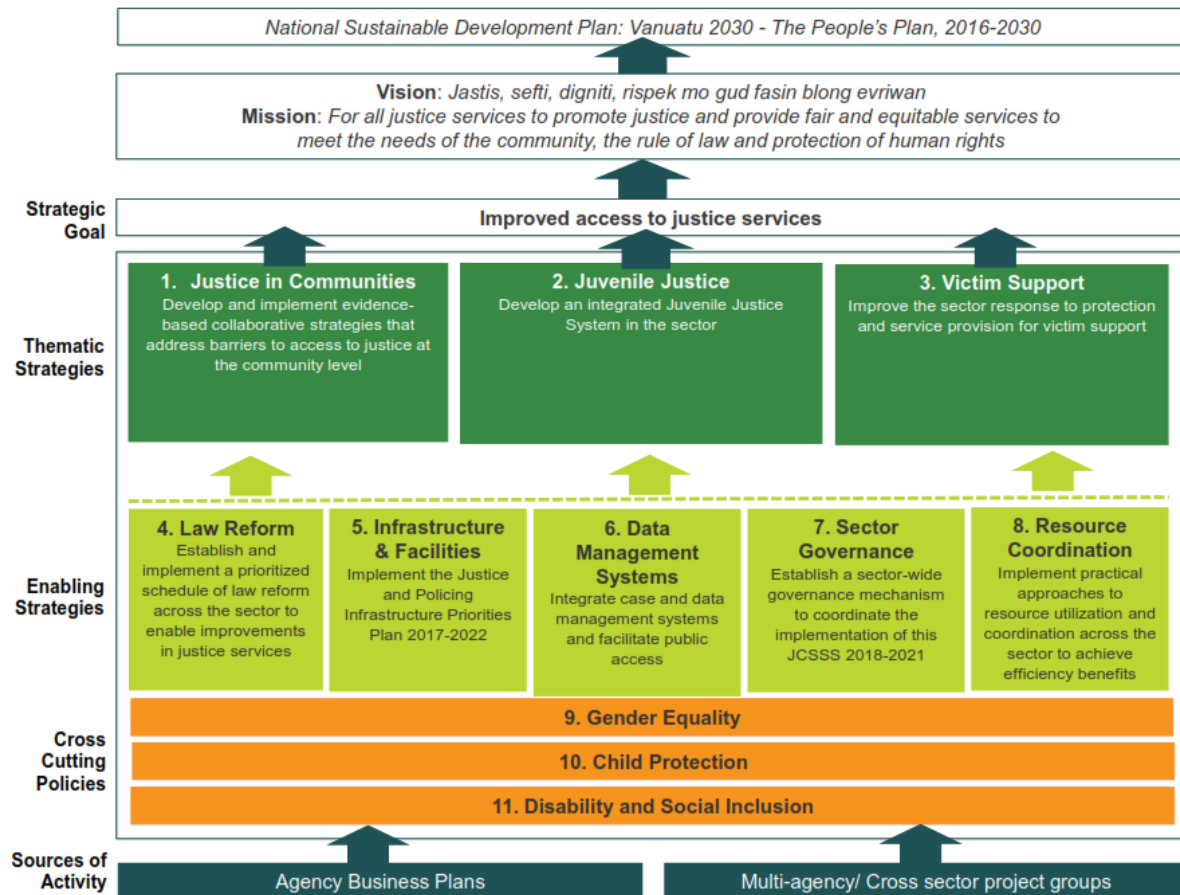 National Sustainable Development Plan: Vanuatu 2030 - The People's Plan, 2016-2030
Vision: Jastis, sefti, digniti, rispek mo gud fasin blong evriwan
Mission: For all justice services to promote justice and provide fair and equitable services to
meet the needs of the community, the rule of law and protection of human rights
Strategic
Goal
Improved access to justice services
Thematic
Strategies
1. Justice in Communities
Develop and implement evidence-
based collaborative strategies that
address barriers to access to justice at
the community level
2. Juvenile Justice
Develop an integrated Juvenile Justice
System in the sector
3. Victim Support
Improve the sector response to protection
and service provision for victim support
Enabling
Strategies
4. Law Reform
Establish and
implement a prioritized
schedule of law reform
across the sector to
enable improvements
in justice services
5. Infrastructure
& Facilities
Implement the Justice
and Policing
Infrastructure Priorities
Plan 2017-2022
6. Data
Management
Systems
Integrate case and data
management systems
and facilitate public
access
7. Sector
Governance
Establish a sector-wide
governance mechanism
to coordinate the
implementation of this
JCSSS 2018-2021
8. Resource
Coordination
Implement practical
approaches to
resource utilization and
coordination across the
sector to achieve
efficiency benefits
Cross
Cutting
Policies
9. Gender Equality
10. Child Protection
11. Disability and Social Inclusion
Sources of
Activity
Agency Business Plans
Multi-agency/ Cross sector project groups